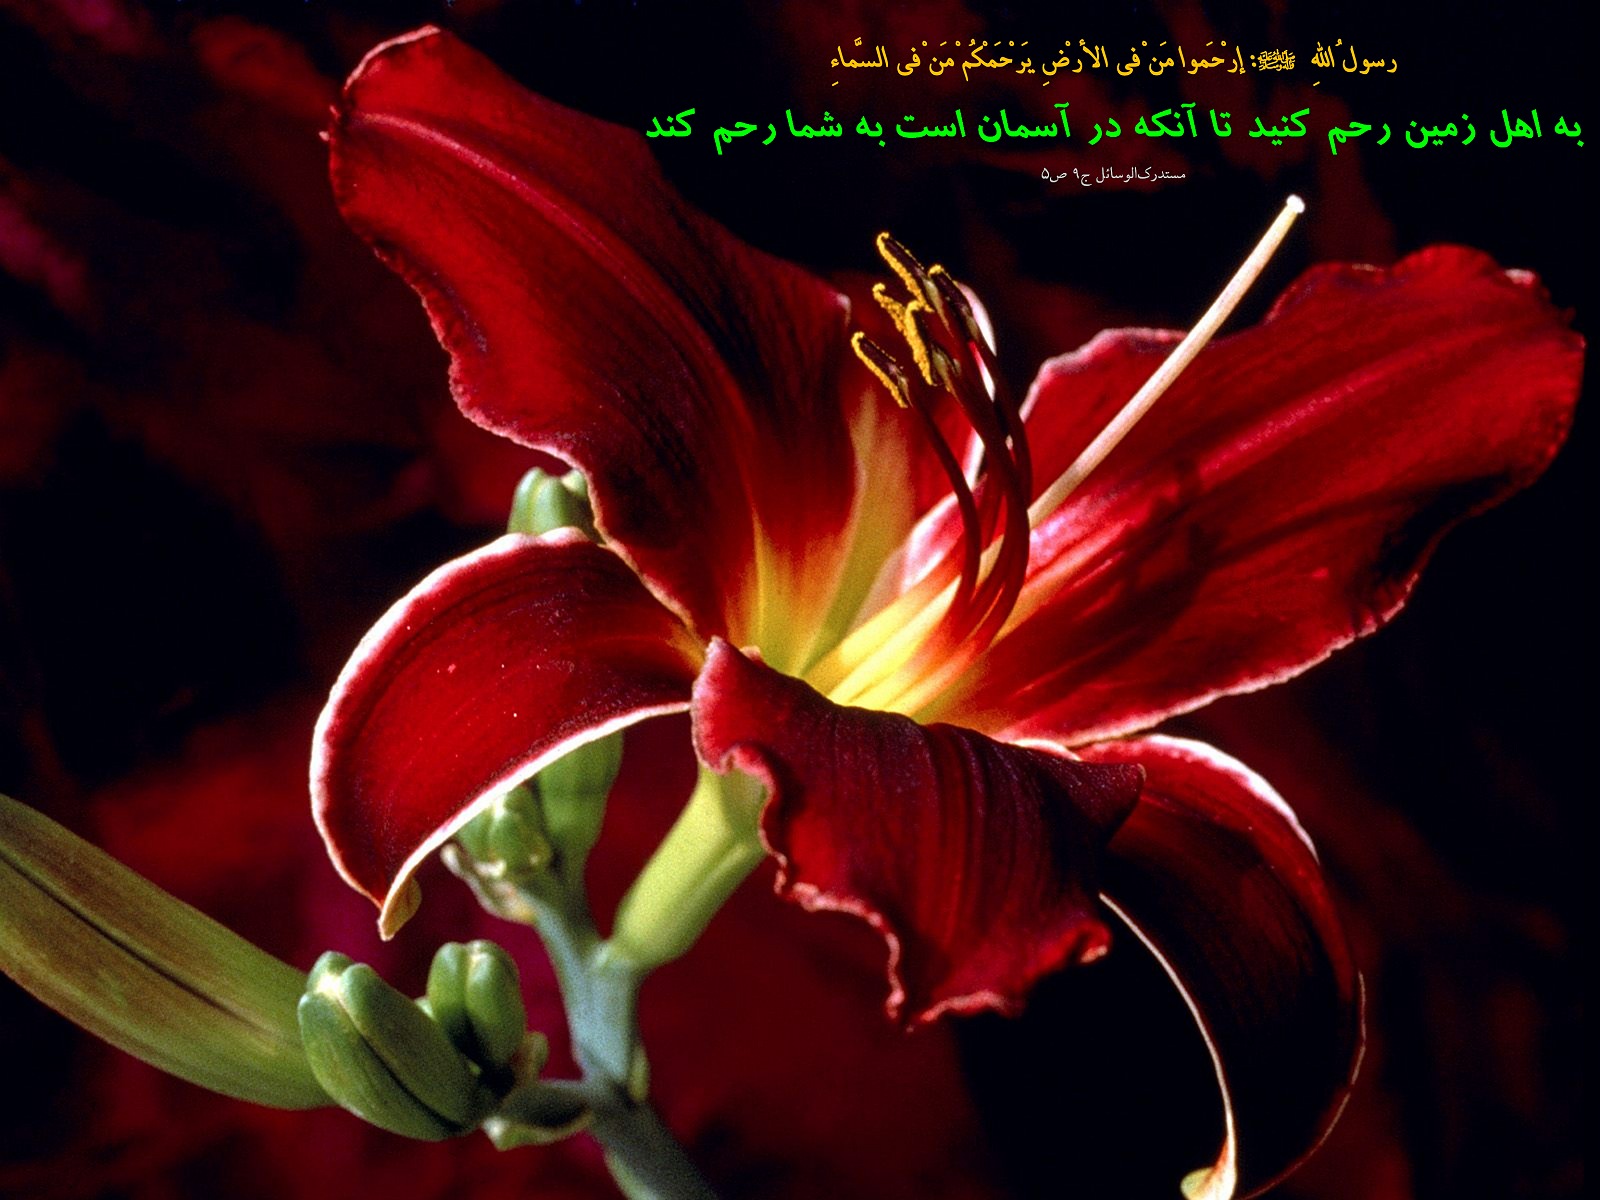 رسولُ اللهِ ﷺ: إرْحَموا مَنْ فی الأرْضِ یَرْحَمْکُمْ مَنْ فی السَّماءِ
به اهل زمین رحم کنید تا آنکه در آسمان است به شما رحم کند
مستدرک‌الوسائل ج۹ ص۵